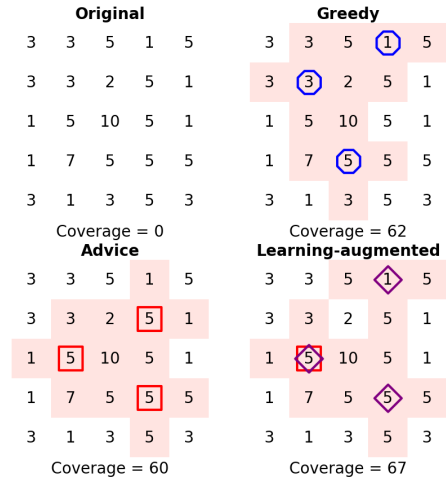 Original
3 3 5 1 5
3 3 2 5 1
1 5 10 5 1
1 7 5 5 5
3 1 3 5 3
Coverage = 0
Greedy
3 3 5 1 5
3 3 2 5 1
1 5 10 5 1
1 7 5 5 5
3 1 3 5 3
Coverage = 62
Advice
3 3 5 1 5
3 3 2 5 1
1 5 10 5 1
1 7 5 5 5
3 1 3 5 3
Coverage = 60
Learning-augmented
3 3 5 1 5
3 3 2 5 1
1 5 10 5 1
1 7 5 5 5
3 1 3 5 3
Coverage = 67